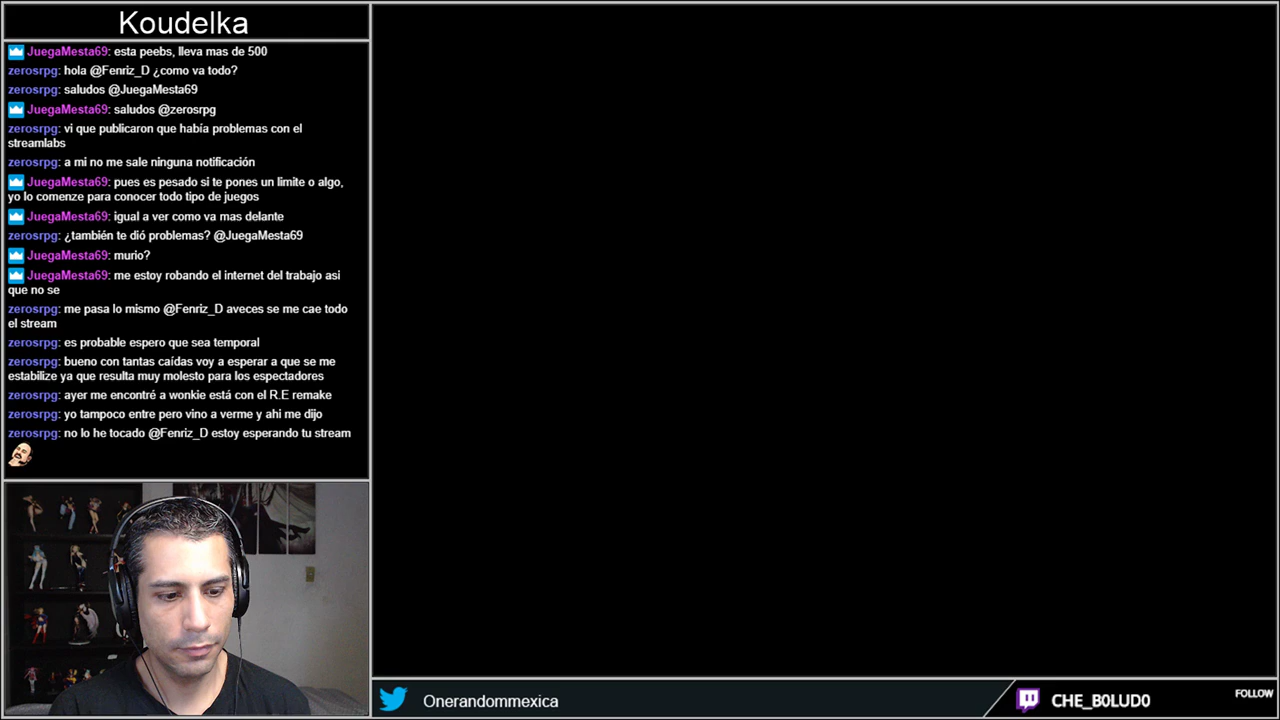 Koudelka
JuegaMesta69: esta peebs, lleva mas de 500
zerosrpg: hola @Fenriz_D ¿como va todo?
zerosrpg: saludos @JuegaMesta69
JuegaMesta69: saludos @zerosrpg
zerosrpg: vi que publicaron que había problemas con el
streamlabs
zerosrpg: a mi no me sale ninguna notificación
JuegaMesta69: pues es pesado si te pones un limite o algo,
yo lo comenze para conocer todo tipo de juegos
JuegaMesta69: igual a ver como va mas delante
zerosrpg: ¿también te dió problemas? @JuegaMesta69
JuegaMesta69: murio?
JuegaMesta69: me estoy robando el internet del trabajo asi
que no se
zerosrpg: me pasa lo mismo @Fenriz_D aveces se me cae todo
el stream
zerosrpg: es probable espero que sea temporal
zerosrpg: bueno con tantas caídas voy a esperar a que se me
estabilize ya que resulta muy molesto para los espectadores
zerosrpg: ayer me encontré a wonkie está con el R.E remake
zerosrpg: yo tampoco entre pero vino a verme y ahi me dijo
zerosrpg: no lo he tocado @Fenriz_D estoy esperando tu stream
Onerandommexica
CHE_B0LUD0
FOLLOW